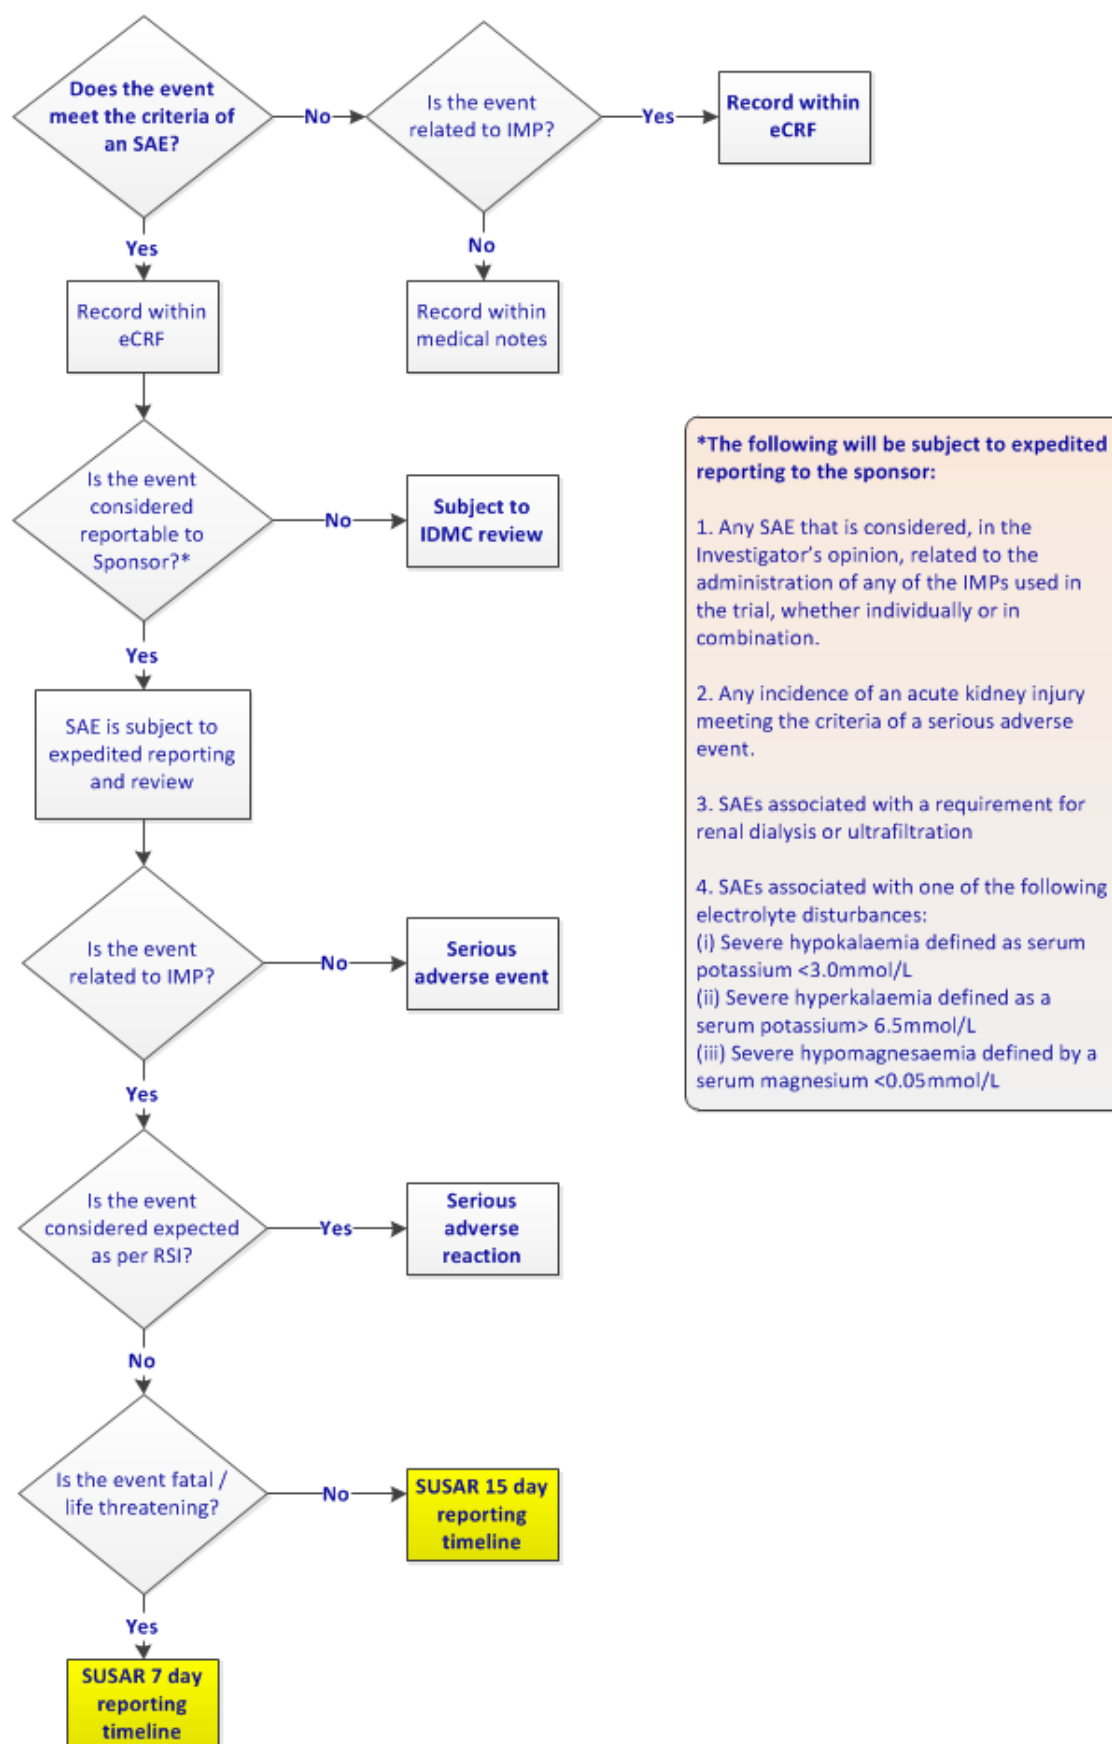 Does the event
meet the criteria of
an SAE?
No
Is the event
related to IMP?
Yes
Record within
eCRF
Yes
No
Record within
eCRF
Record within
medical notes
Is the event
considered
reportable to
Sponsor?*
No
Subject to
IDMC review
Yes
SAE is subject to
expedited reporting
and review
Is the event
related to IMP?
No
Serious
adverse event
Yes
Is the event
considered expected
as per RSI?
Yes
Serious
adverse
reaction
No
Is the event fatal /
life threatening?
No
SUSAR 15 day
reporting
timeline
Yes
SUSAR 7 day
reporting
timeline
*The following will be subject to expedited
reporting to the sponsor:
1. Any SAE that is considered, in the
Investigator's opinion, related to the
administration of any of the IMPs used in
the trial, whether individually or in
combination.
2. Any incidence of an acute kidney injury
meeting the criteria of a serious adverse
event.
3. SAEs associated with a requirement for
renal dialysis or ultrafiltration
4. SAEs associated with one of the following
electrolyte disturbances:
(i) Severe hypokalaemia defined as serum
potassium <3.0mmol/L
(ii) Severe hyperkalaemia defined as a
serum potassium> 6.5mmol/L
(iii) Severe hypomagnesaemia defined by a
serum magnesium <0.05mmol/L